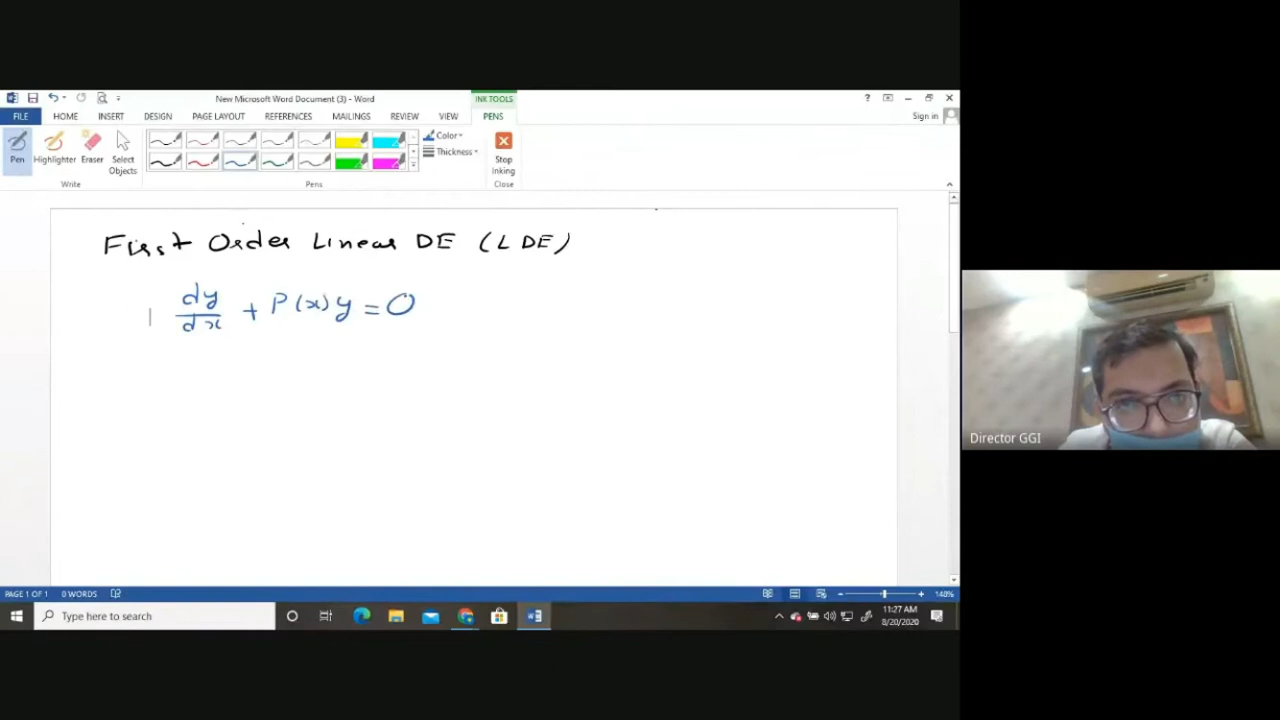 New Microsoft Word Document (3) - Word
INK TOOLS
Sign in
FILE HOME INSERT DESIGN PAGE LAYOUT REFERENCES MAILINGS REVIEW VIEW PENS
Pen Highlighter Eraser Select Objects
Color
Thickness
Stop Inking
Write Pens Close
First Order Linear DE (LDE)
dy/dx + P(x)y = 0
Director GGI
PAGE 1 OF 1 0 WORDS 140%
Type here to search
11:27 AM
8/20/2020